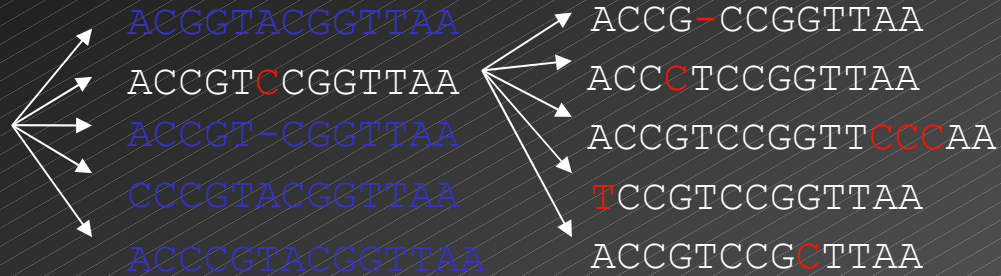 ACGGTACGGTTAA
ACCGTCCGGTTAA
ACCGT-CGGTTAA
CCCGTACGGTTAA
ACCCGTACGGTTAA
ACCG-CCGGTTAA
ACCCTCCGGTTAA
ACCGTCCGGTTCCCAA
TCCGTCCGGTTAA
ACCGTCCGCTTAA